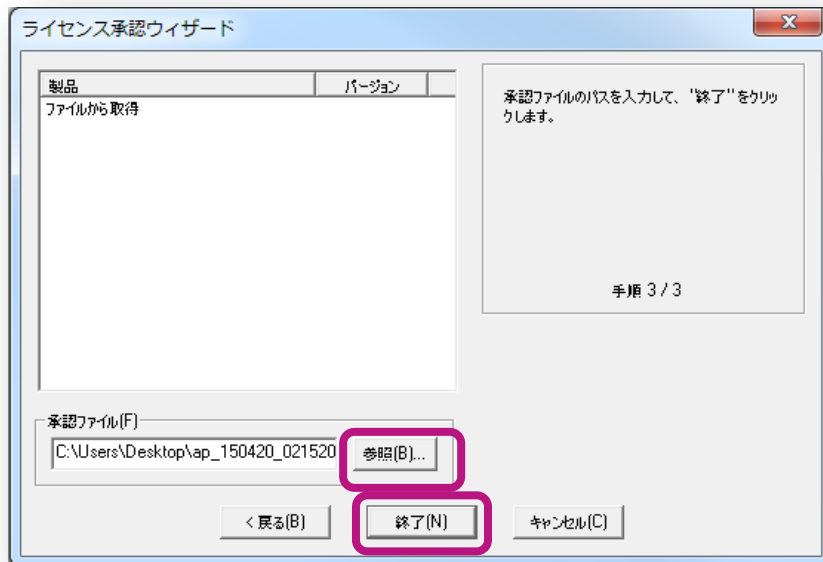 ライセンス承認ウィザード
製品 バージョン
ファイルから取得
承認ファイルのパスを入力して、"終了"をクリッ
クします。
手順 3 / 3
承認ファイル(F)
C:\Users\Desktop\ap_150420_021520
参照(B)...
< 戻る(B)
終了(N)
キャンセル(C)